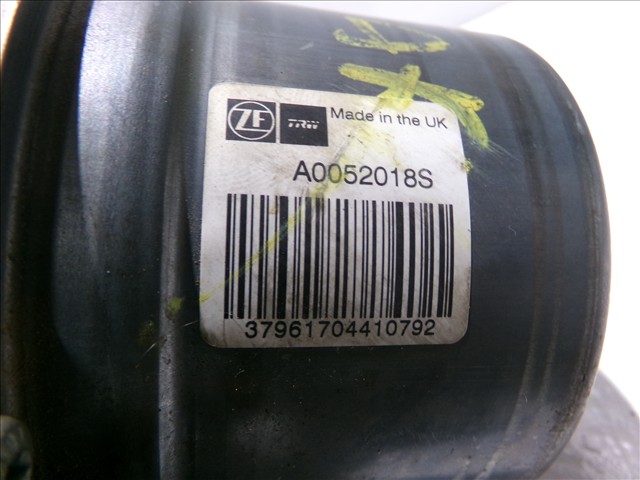 ZF TRW Made in the UK
A0052018S
37961704410792